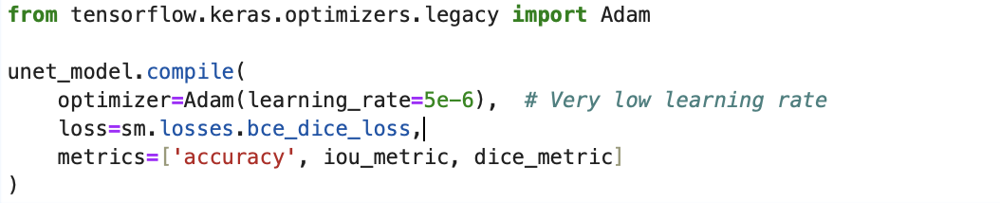 from tensorflow.keras.optimizers.legacy import Adam

unet_model.compile(
    optimizer=Adam(learning_rate=5e-6),  # Very low learning rate
    loss=sm.losses.bce_dice_loss,
    metrics=['accuracy', iou_metric, dice_metric]
)